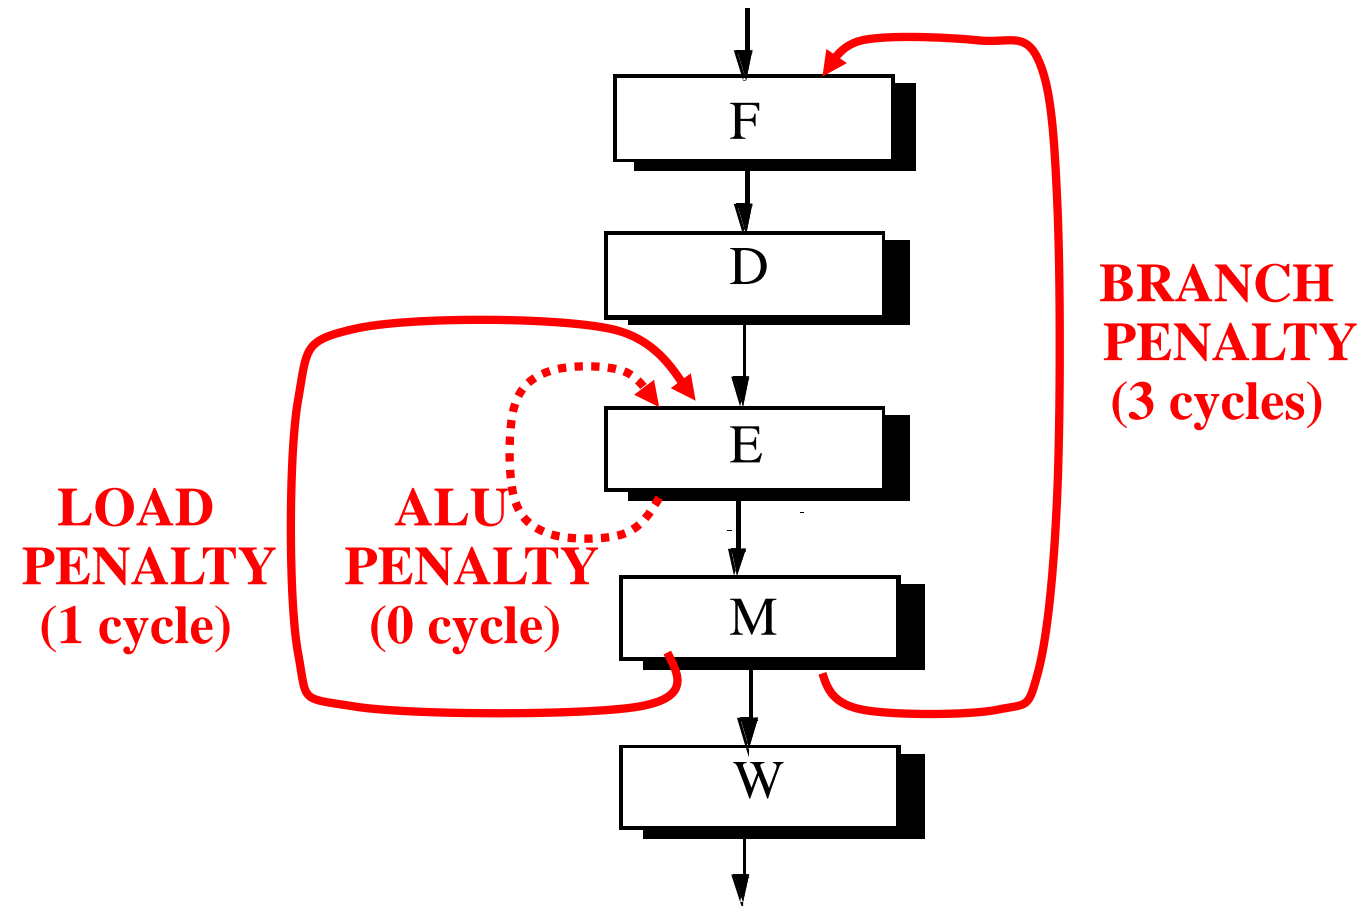 F
D
BRANCH
PENALTY
(3 cycles)
E
LOAD
PENALTY
(1 cycle)
ALU
PENALTY
(0 cycle)
M
W